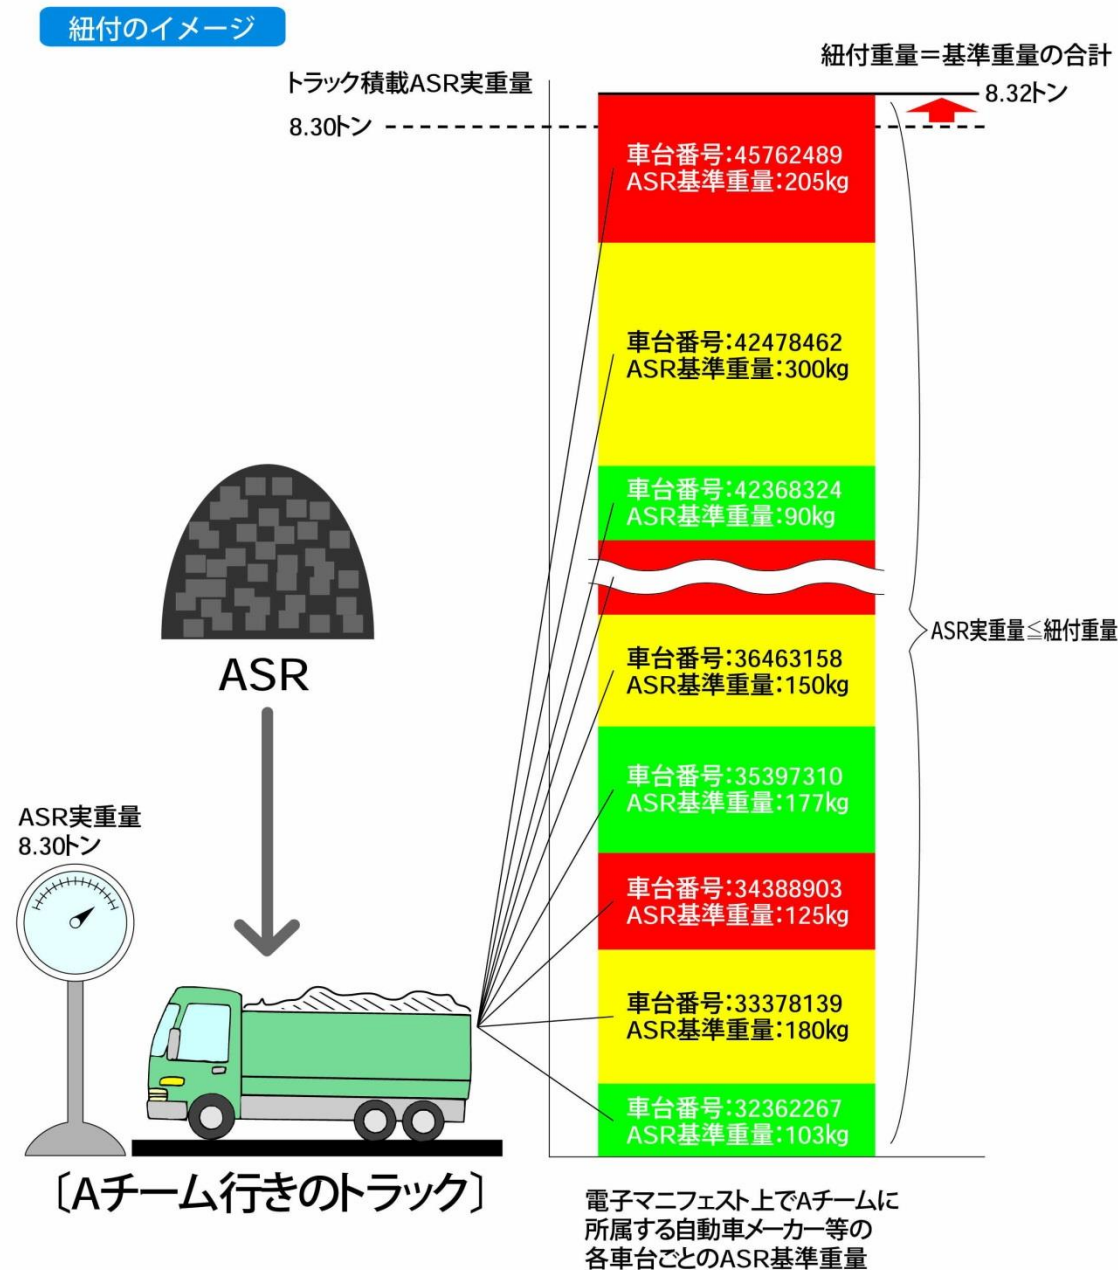 紐付のイメージ
紐付重量＝基準重量の合計
トラック積載ASR実重量
8.32トン
8.30トン
車台番号：45762489
ASR基準重量：205kg
車台番号：42478462
ASR基準重量：300kg
車台番号：42368324
ASR基準重量：90kg
ASR実重量≦紐付重量
車台番号：36463158
ASR基準重量：150kg
ASR
車台番号：35397310
ASR基準重量：177kg
ASR実重量
8.30トン
車台番号：34388903
ASR基準重量：125kg
車台番号：33378139
ASR基準重量：180kg
車台番号：32362267
ASR基準重量：103kg
〔Aチーム行きのトラック〕
電子マニフェスト上でAチームに
所属する自動車メーカー等の
各車台ごとのASR基準重量